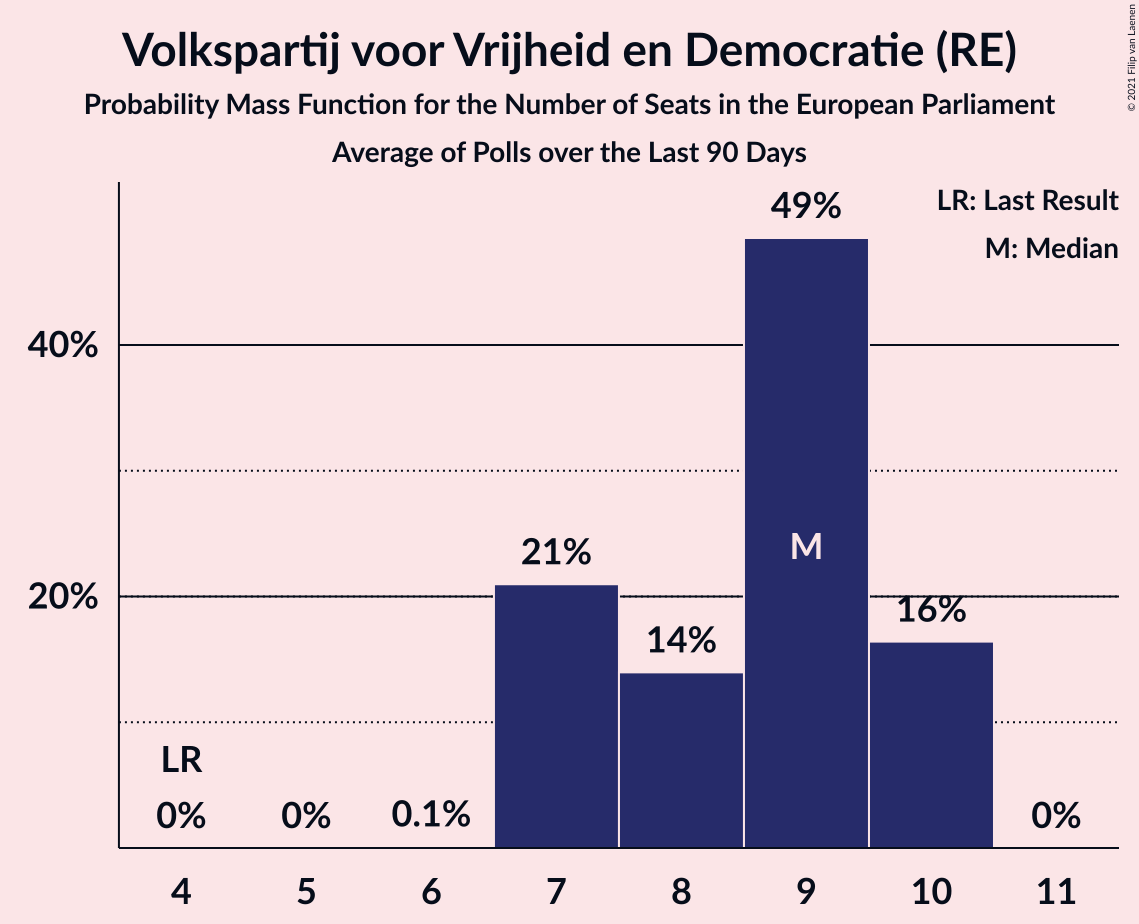 Volkspartij voor Vrijheid en Democratie (RE)
Probability Mass Function for the Number of Seats in the European Parliament
Average of Polls over the Last 90 Days
© 2021 Filip van Laenen
LR: Last Result
M: Median
49%
40%
21%
M
20%
16%
14%
LR
0%
0%
0.1%
0%
4 5 6 7 8 9 10 11